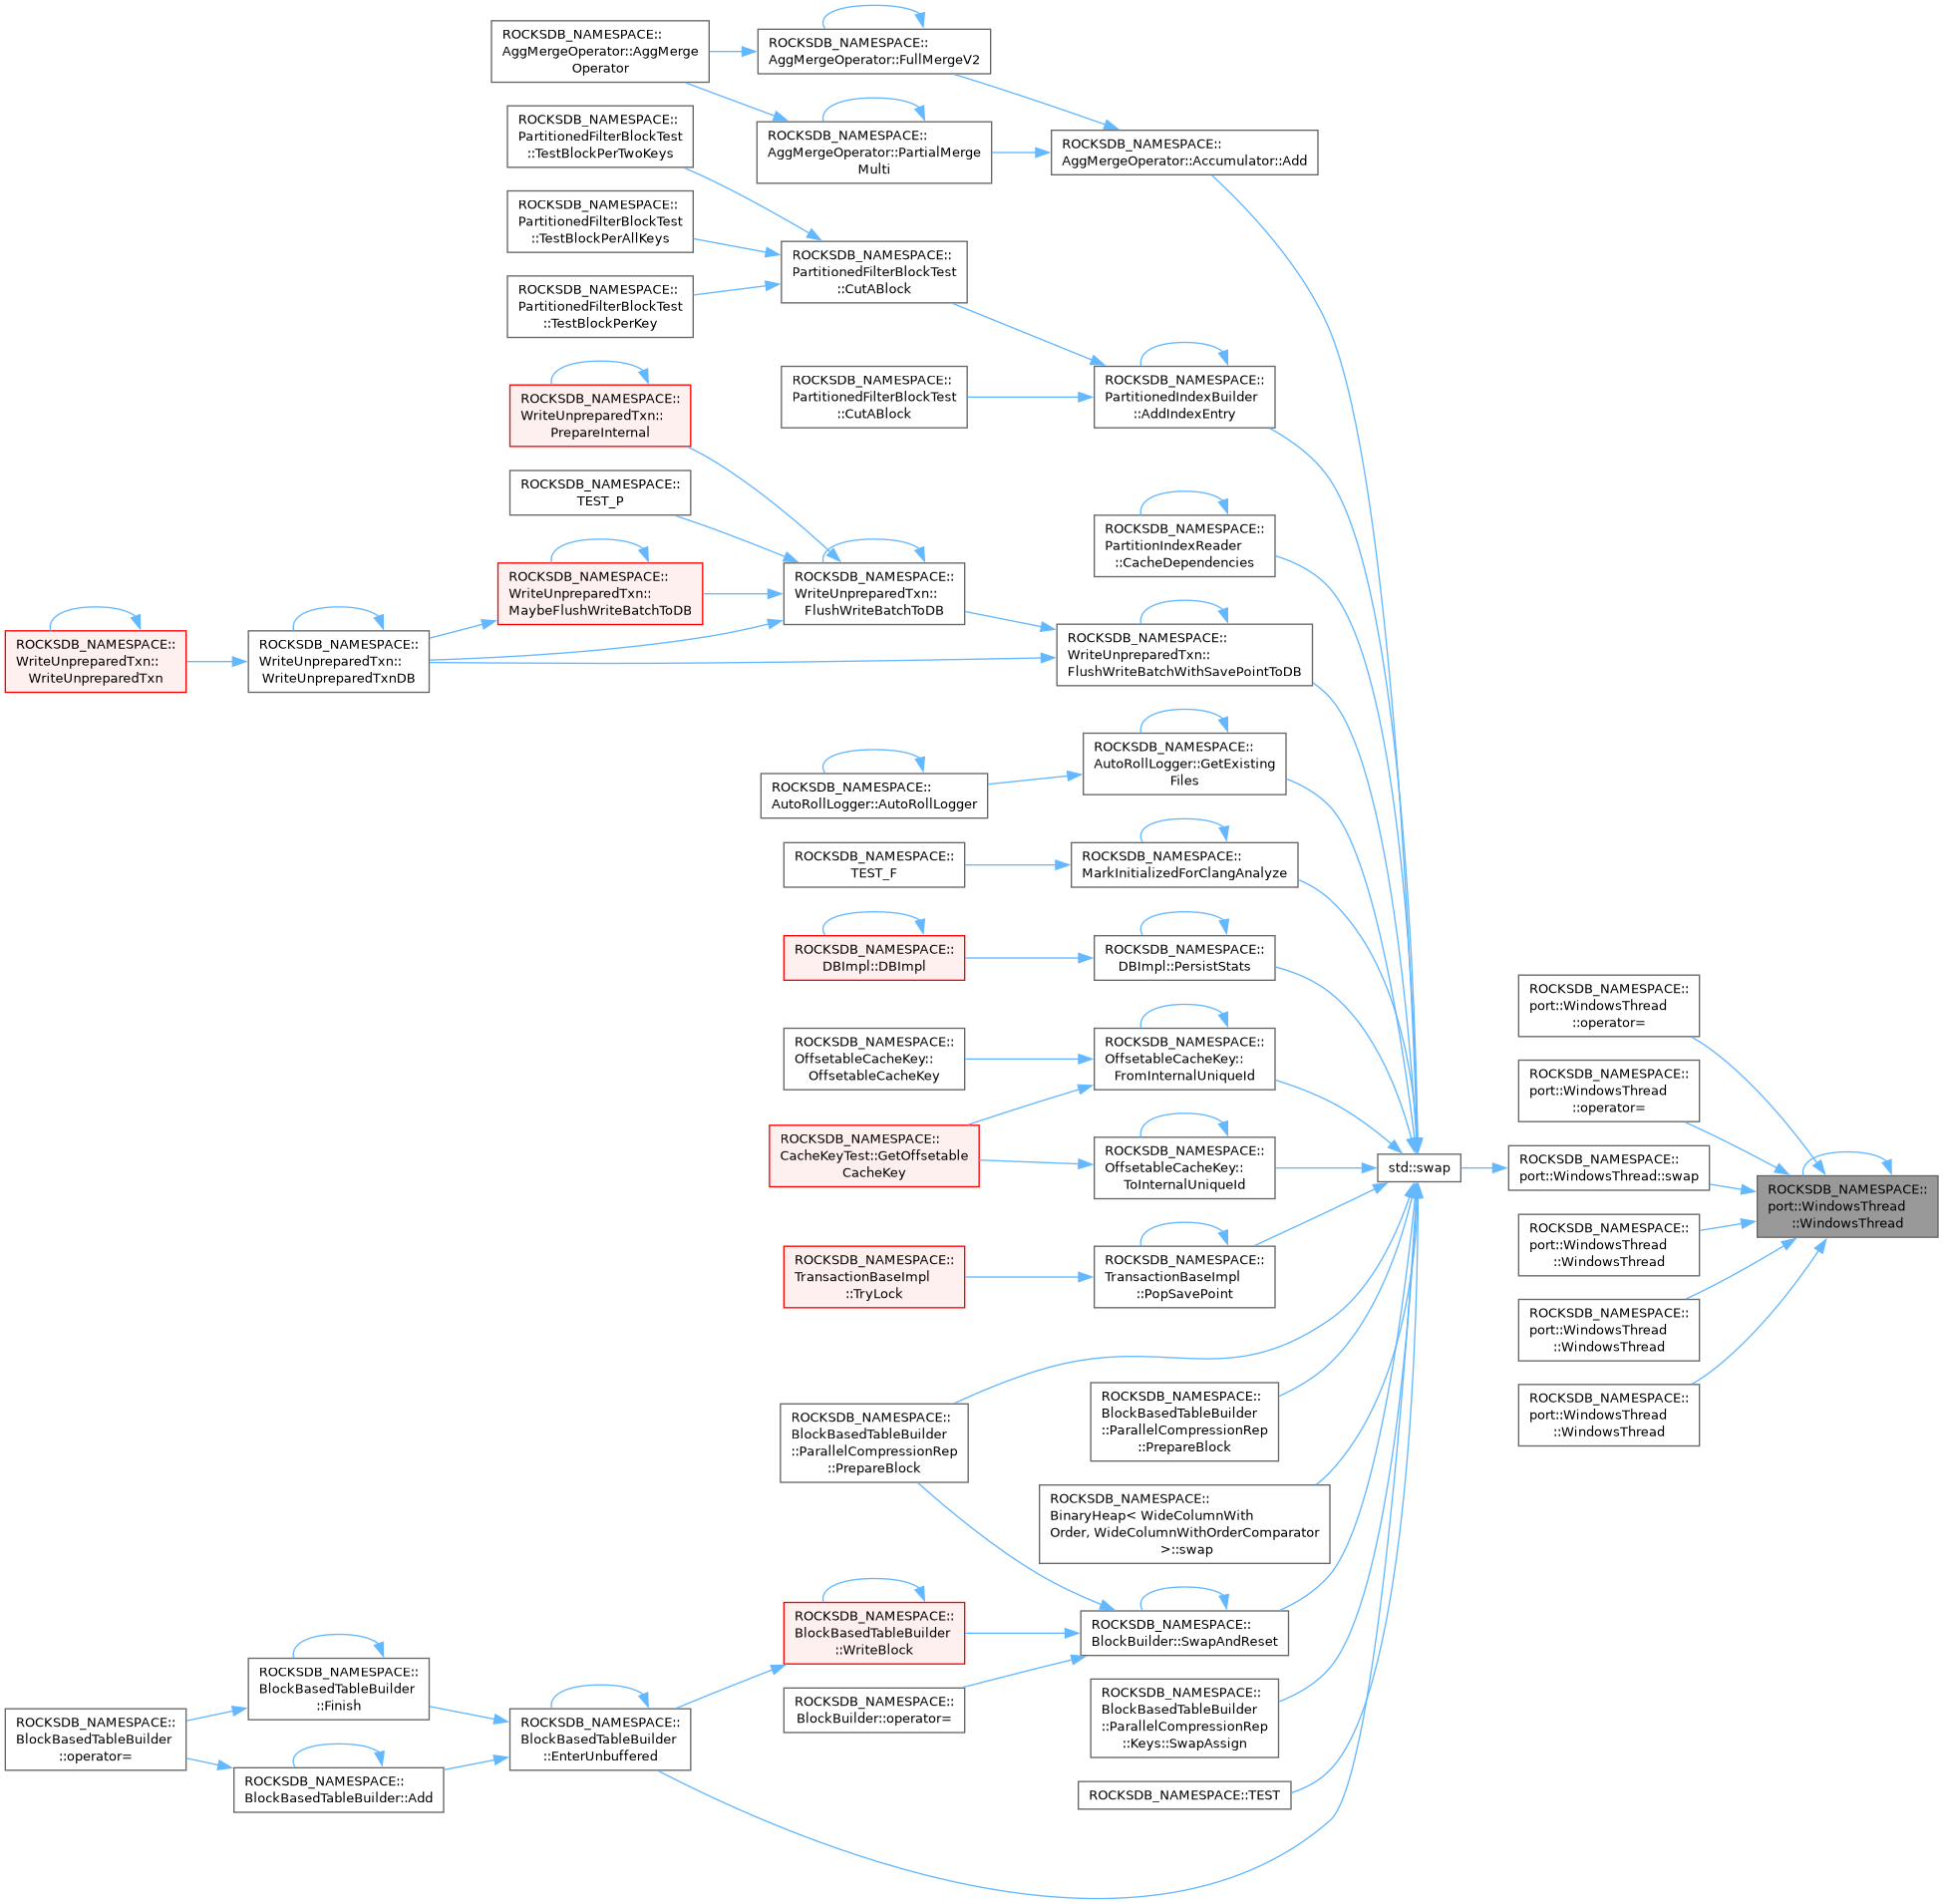 ROCKSDB_NAMESPACE::
AggMergeOperator::AggMerge
Operator
ROCKSDB_NAMESPACE::
AggMergeOperator::FullMergeV2
ROCKSDB_NAMESPACE::
PartitionedFilterBlockTest
::TestBlockPerTwoKeys
ROCKSDB_NAMESPACE::
AggMergeOperator::PartialMerge
Multi
ROCKSDB_NAMESPACE::
AggMergeOperator::Accumulator::Add
ROCKSDB_NAMESPACE::
PartitionedFilterBlockTest
::TestBlockPerAllKeys
ROCKSDB_NAMESPACE::
PartitionedFilterBlockTest
::CutABlock
ROCKSDB_NAMESPACE::
PartitionedFilterBlockTest
::TestBlockPerKey
ROCKSDB_NAMESPACE::
WriteUnpreparedTxn::
PrepareInternal
ROCKSDB_NAMESPACE::
PartitionedFilterBlockTest
::CutABlock
ROCKSDB_NAMESPACE::
PartitionedIndexBuilder
::AddIndexEntry
ROCKSDB_NAMESPACE::
TEST_P
ROCKSDB_NAMESPACE::
PartitionIndexReader
::CacheDependencies
ROCKSDB_NAMESPACE::
WriteUnpreparedTxn::
MaybeFlushWriteBatchToDB
ROCKSDB_NAMESPACE::
WriteUnpreparedTxn::
FlushWriteBatchToDB
ROCKSDB_NAMESPACE::
WriteUnpreparedTxn::
WriteUnpreparedTxn
ROCKSDB_NAMESPACE::
WriteUnpreparedTxn::
WriteUnpreparedTxnDB
ROCKSDB_NAMESPACE::
WriteUnpreparedTxn::
FlushWriteBatchWithSavePointToDB
ROCKSDB_NAMESPACE::
AutoRollLogger::GetExisting
Files
ROCKSDB_NAMESPACE::
AutoRollLogger::AutoRollLogger
ROCKSDB_NAMESPACE::
TEST_F
ROCKSDB_NAMESPACE::
MarkInitializedForClangAnalyze
ROCKSDB_NAMESPACE::
DBImpl::DBImpl
ROCKSDB_NAMESPACE::
DBImpl::PersistStats
ROCKSDB_NAMESPACE::
port::WindowsThread
::operator=
ROCKSDB_NAMESPACE::
OffsetableCacheKey::
OffsetableCacheKey
ROCKSDB_NAMESPACE::
OffsetableCacheKey::
FromInternalUniqueId
ROCKSDB_NAMESPACE::
port::WindowsThread
::operator=
ROCKSDB_NAMESPACE::
CacheKeyTest::GetOffsetable
CacheKey
ROCKSDB_NAMESPACE::
OffsetableCacheKey::
ToInternalUniqueId
std::swap
ROCKSDB_NAMESPACE::
port::WindowsThread::swap
ROCKSDB_NAMESPACE::
port::WindowsThread
::WindowsThread
ROCKSDB_NAMESPACE::
port::WindowsThread
::WindowsThread
ROCKSDB_NAMESPACE::
TransactionBaseImpl
::TryLock
ROCKSDB_NAMESPACE::
TransactionBaseImpl
::PopSavePoint
ROCKSDB_NAMESPACE::
port::WindowsThread
::WindowsThread
ROCKSDB_NAMESPACE::
port::WindowsThread
::WindowsThread
ROCKSDB_NAMESPACE::
BlockBasedTableBuilder
::ParallelCompressionRep
::PrepareBlock
ROCKSDB_NAMESPACE::
BlockBasedTableBuilder
::ParallelCompressionRep
::PrepareBlock
ROCKSDB_NAMESPACE::
BinaryHeap< WideColumnWith
Order, WideColumnWithOrderComparator
>::swap
ROCKSDB_NAMESPACE::
BlockBasedTableBuilder
::WriteBlock
ROCKSDB_NAMESPACE::
BlockBuilder::SwapAndReset
ROCKSDB_NAMESPACE::
BlockBasedTableBuilder
::Finish
ROCKSDB_NAMESPACE::
BlockBuilder::operator=
ROCKSDB_NAMESPACE::
BlockBasedTableBuilder
::ParallelCompressionRep
::Keys::SwapAssign
ROCKSDB_NAMESPACE::
BlockBasedTableBuilder
::operator=
ROCKSDB_NAMESPACE::
BlockBasedTableBuilder
::EnterUnbuffered
ROCKSDB_NAMESPACE::
BlockBasedTableBuilder::Add
ROCKSDB_NAMESPACE::TEST